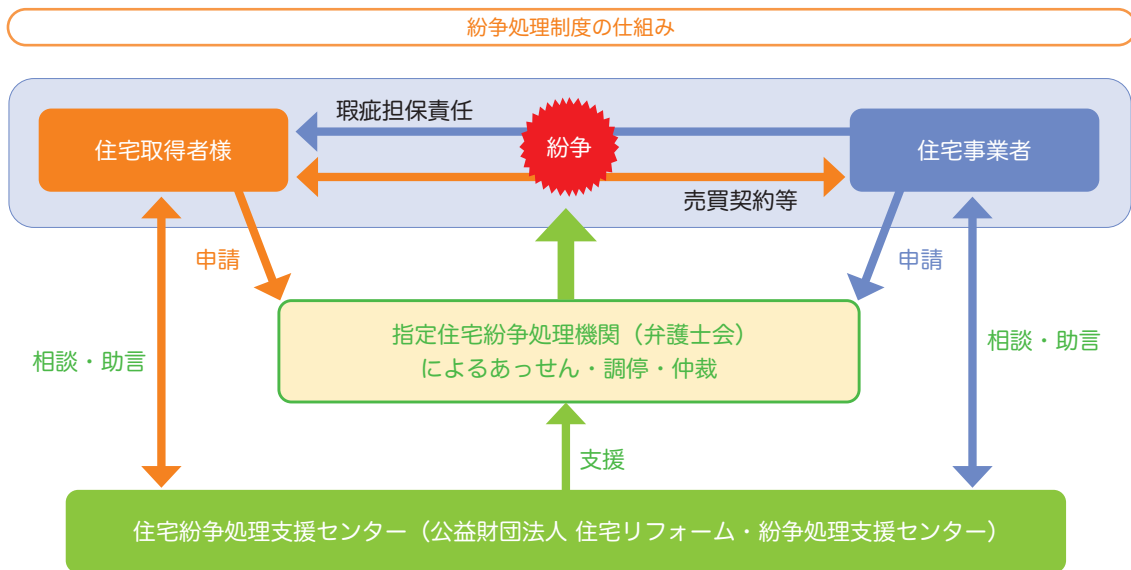 紛争処理制度の仕組み
瑕疵担保責任
住宅取得者様
紛争
住宅事業者
売買契約等
申請
申請
指定住宅紛争処理機関（弁護士会）
によるあっせん・調停・仲裁
相談・助言
相談・助言
支援
住宅紛争処理支援センター（公益財団法人 住宅リフォーム・紛争処理支援センター）